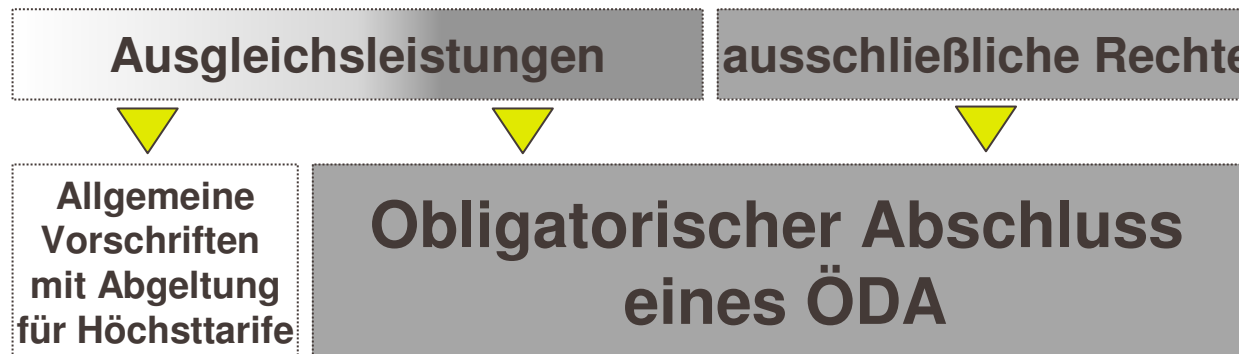 Ausgleichsleistungen
ausschließliche Rechte
Allgemeine
Vorschriften
mit Abgeltung
für Höchsttarife
Obligatorischer Abschluss
eines ÖDA